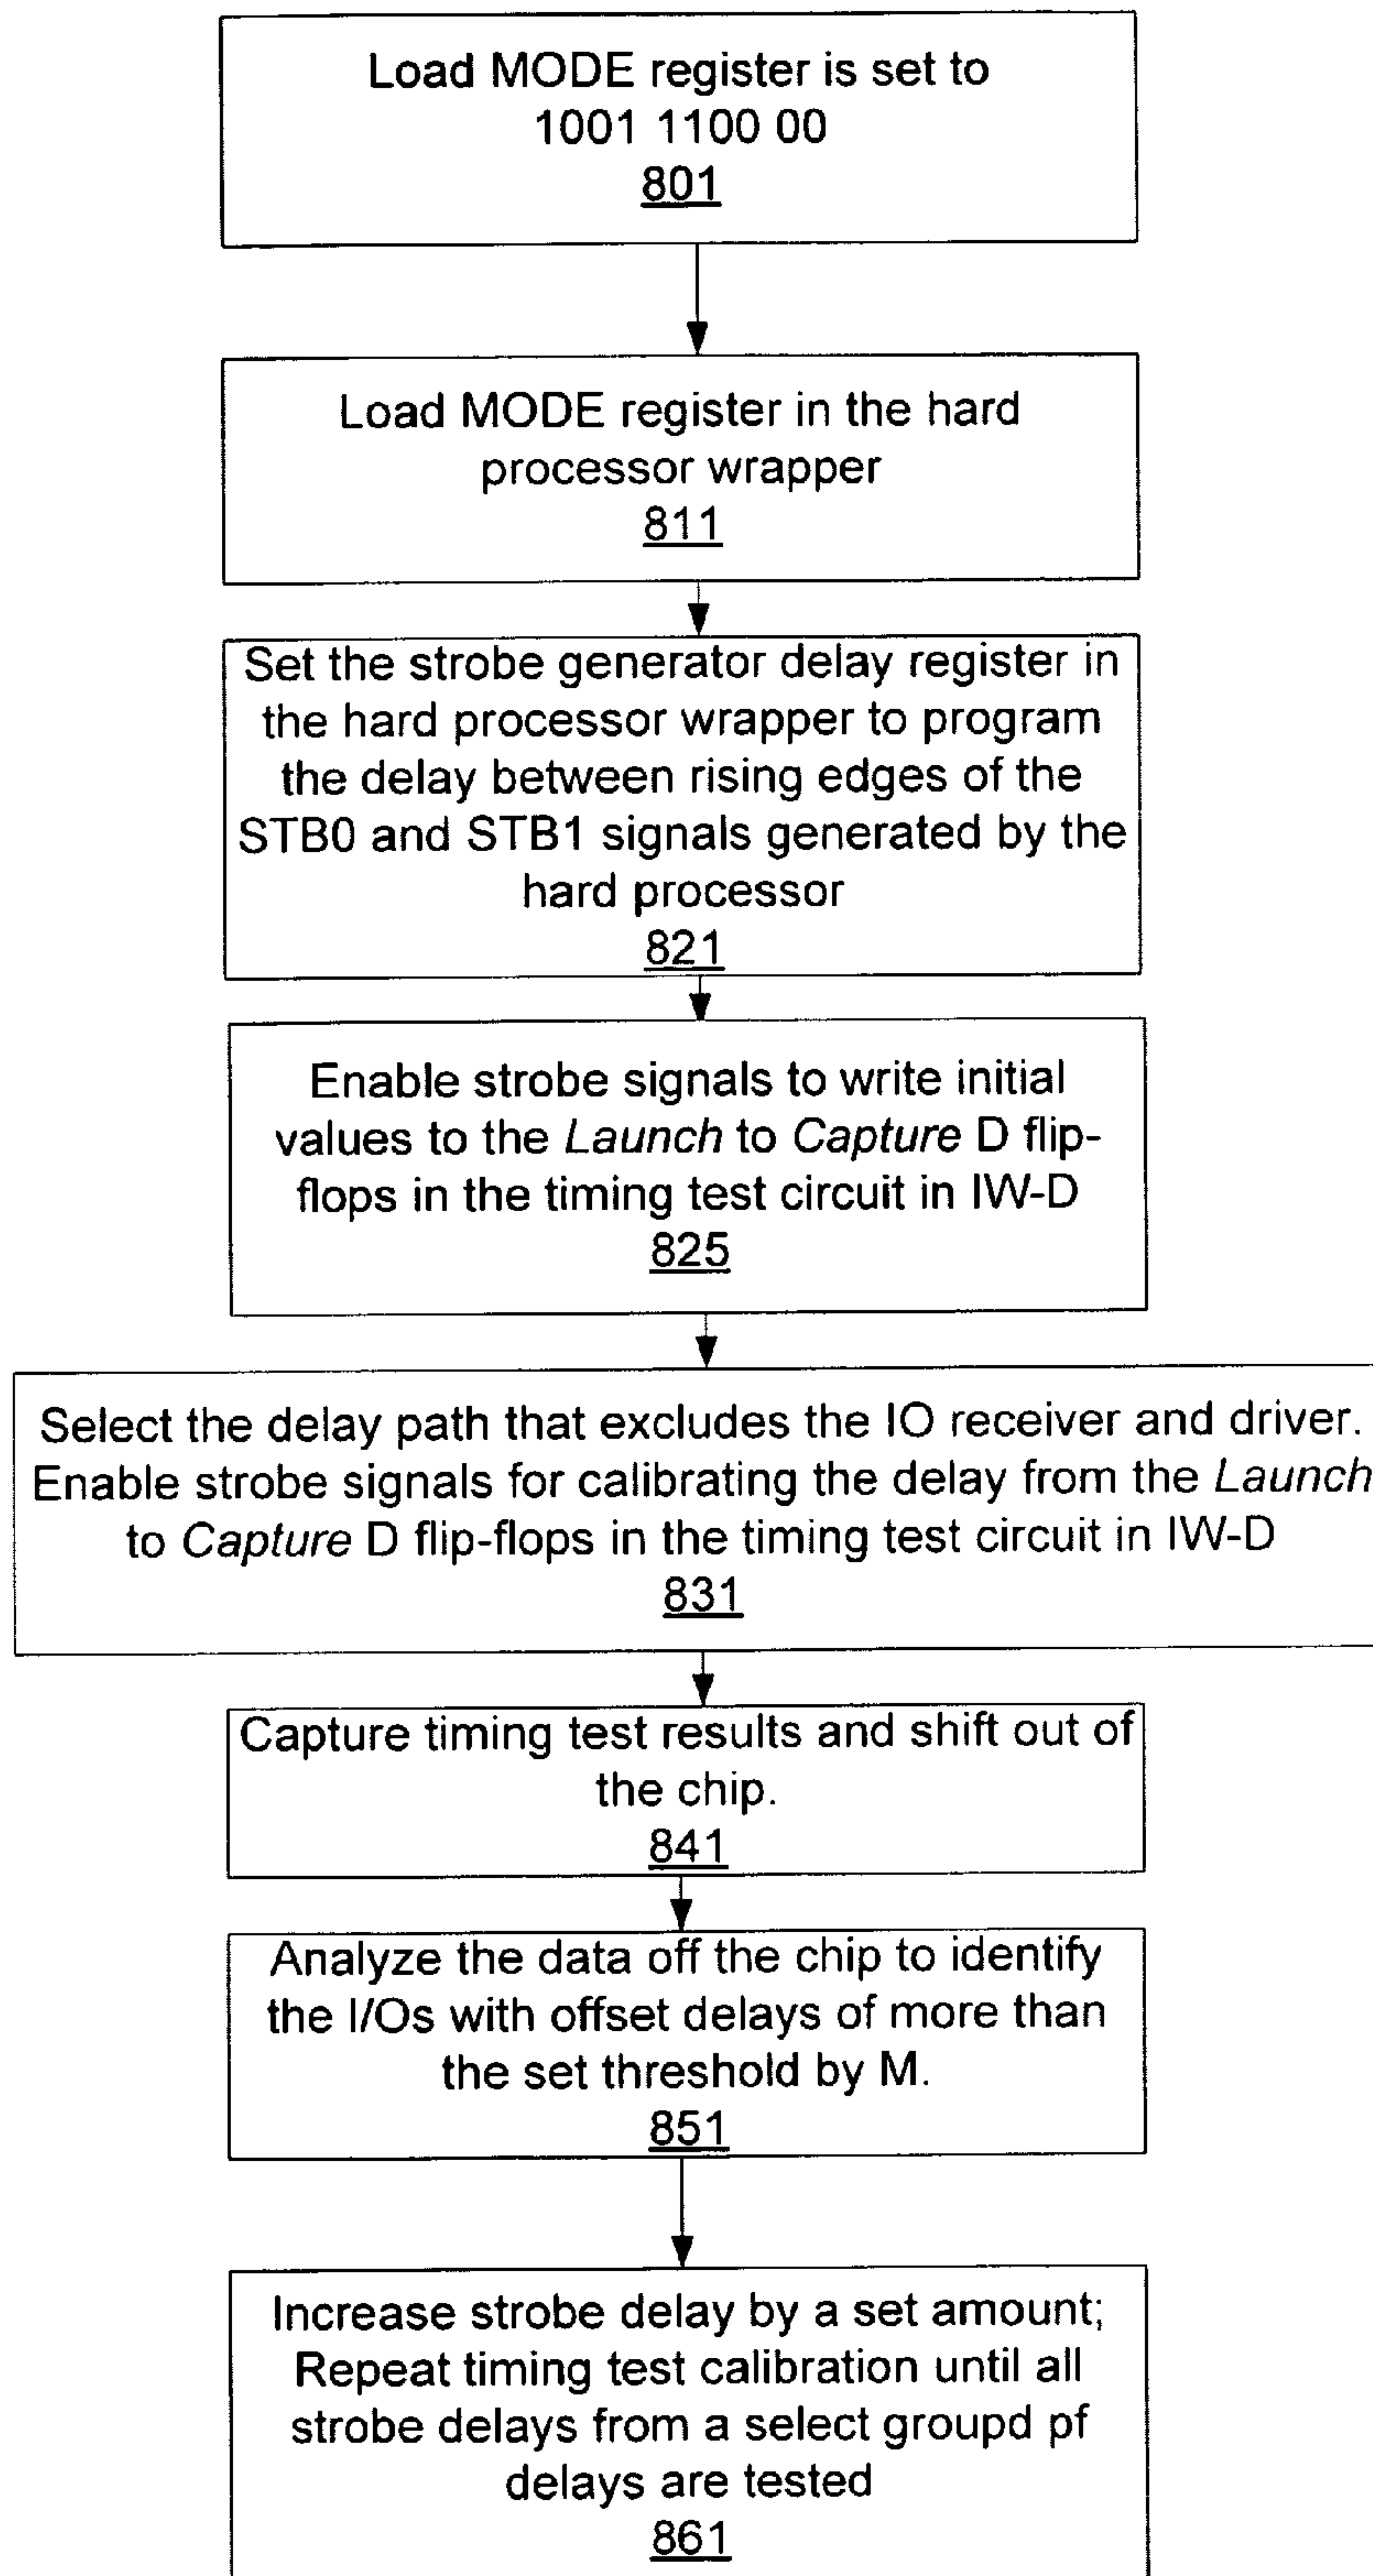 Load MODE register is set to
1001 1100 00
801
Load MODE register in the hard
processor wrapper
811
Set the strobe generator delay register in
the hard processor wrapper to program
the delay between rising edges of the
STB0 and STB1 signals generated by the
hard processor
821
Enable strobe signals to write initial
values to the Launch to Capture D flip-
flops in the timing test circuit in IW-D
825
Select the delay path that excludes the IO receiver and driver.
Enable strobe signals for calibrating the delay from the Launch
to Capture D flip-flops in the timing test circuit in IW-D
831
Capture timing test results and shift out of
the chip.
841
Analyze the data off the chip to identify
the I/Os with offset delays of more than
the set threshold by M.
851
Increase strobe delay by a set amount;
Repeat timing test calibration until all
strobe delays from a select groupd pf
delays are tested
861